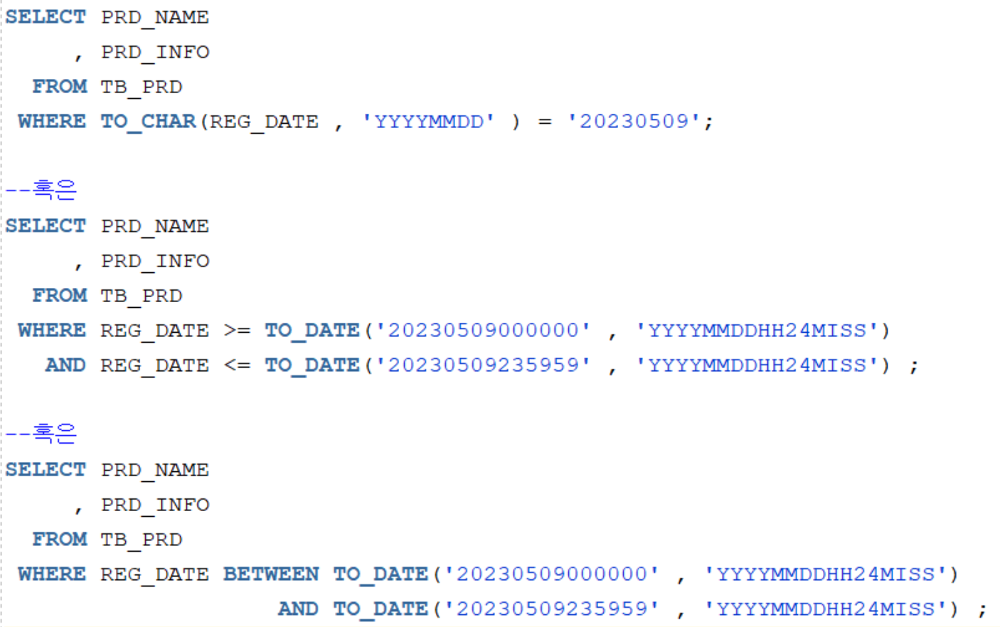 SELECT PRD_NAME
, PRD_INFO
FROM TB_PRD
WHERE TO_CHAR(REG_DATE , 'YYYYMMDD' ) = '20230509';
--혹은
SELECT PRD_NAME
, PRD_INFO
FROM TB_PRD
WHERE REG_DATE >= TO_DATE('20230509000000' , 'YYYYMMDDHH24MISS')
AND REG_DATE <= TO_DATE('20230509235959' , 'YYYYMMDDHH24MISS') ;
--혹은
SELECT PRD_NAME
, PRD_INFO
FROM TB_PRD
WHERE REG_DATE BETWEEN TO_DATE('20230509000000' , 'YYYYMMDDHH24MISS')
AND TO_DATE('20230509235959' , 'YYYYMMDDHH24MISS') ;